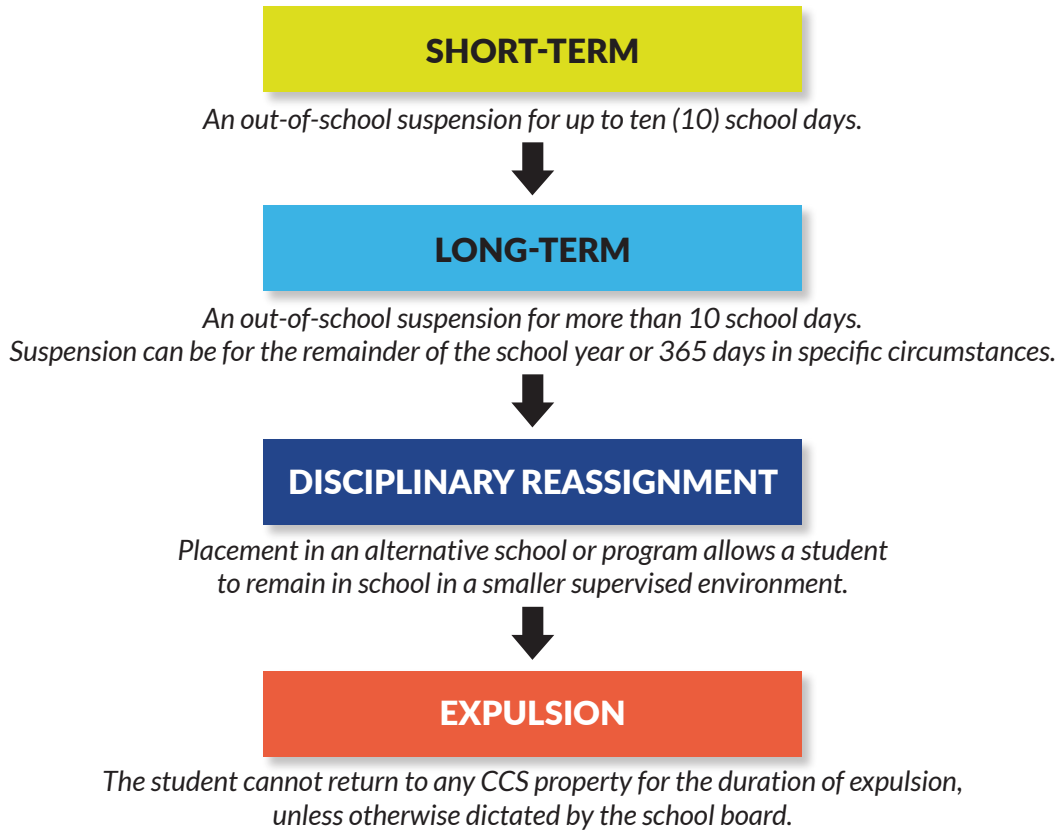 SHORT-TERM
An out-of-school suspension for up to ten (10) school days.
LONG-TERM
An out-of-school suspension for more than 10 school days.
Suspension can be for the remainder of the school year or 365 days in specific circumstances.
DISCIPLINARY REASSIGNMENT
Placement in an alternative school or program allows a student
to remain in school in a smaller supervised environment.
EXPULSION
The student cannot return to any CCS property for the duration of expulsion,
unless otherwise dictated by the school board.